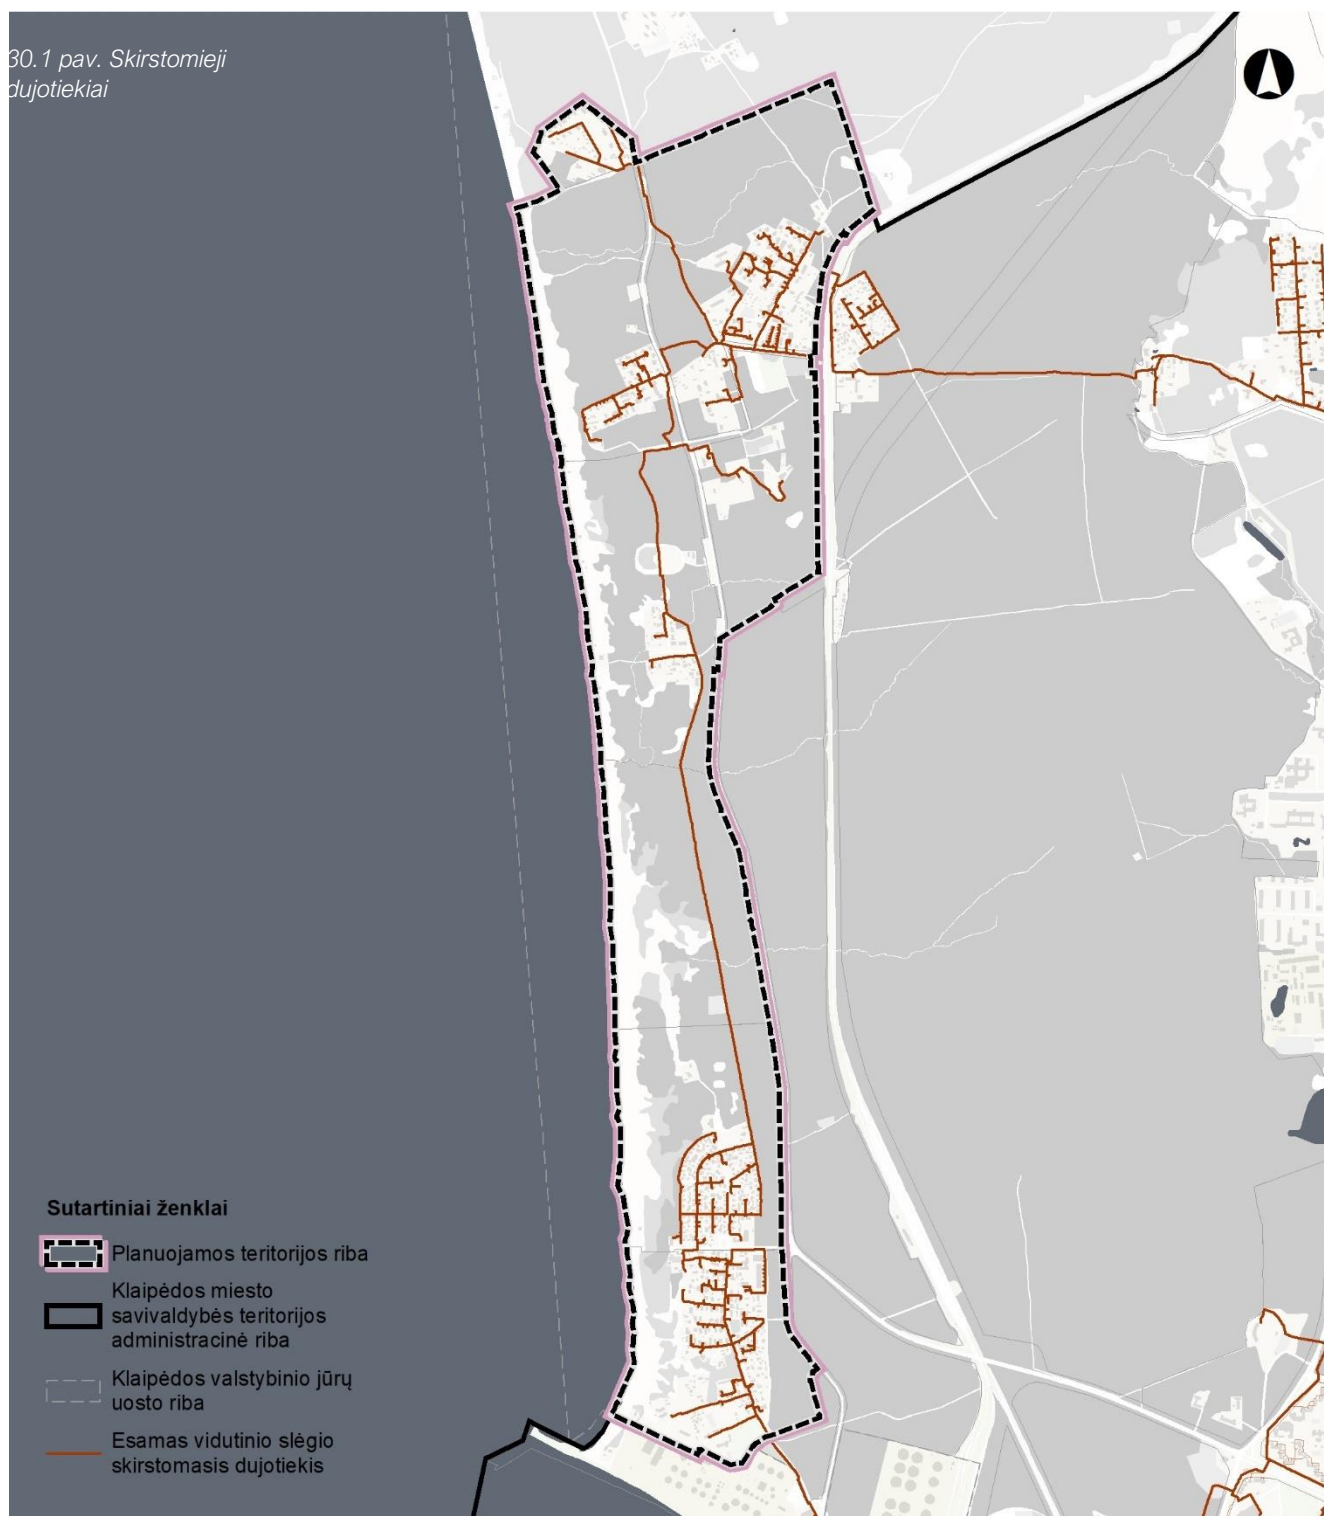 30.1 pav. Skirstomieji
dujotiekiai
Sutartiniai ženklai
Planuojamos teritorijos riba
Klaipėdos miesto
savivaldybės teritorijos
administracinė riba
Klaipėdos valstybinio jūrų
uosto riba
Esamas vidutinio slėgio
skirstomasis dujotiekis